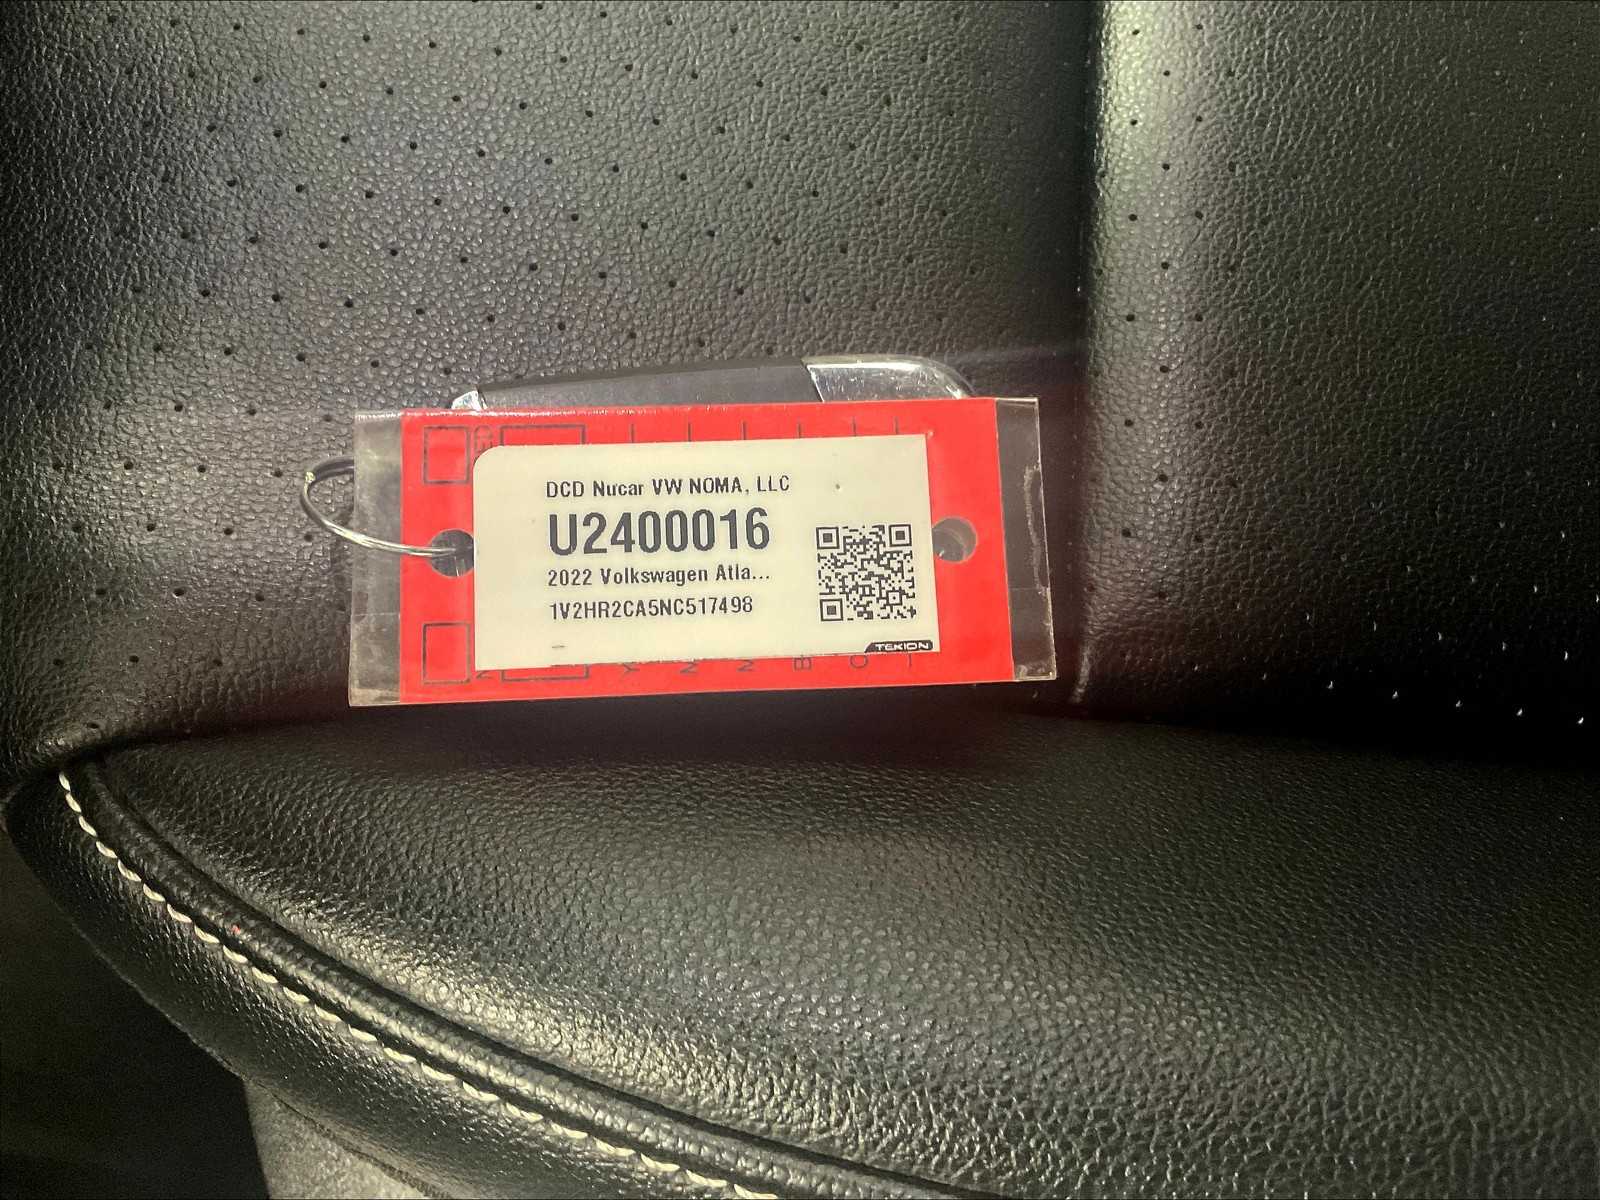 DCD Nucar VW NOMA, LLC
U2400016
2022 Volkswagen Atla...
1V2HR2CA5NC517498
TEKION